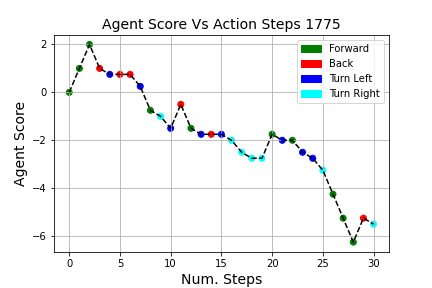 Agent Score Vs Action Steps 1775
Forward
Back
Turn Left
Turn Right
Agent Score
2
0
−2
−4
−6
0
5
10
15
20
25
30
Num. Steps